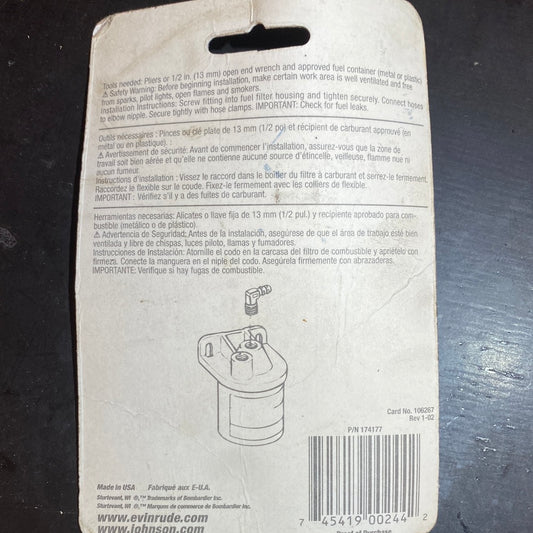 Tools needed: Pliers or 1/2 in. (13 mm) open end wrench and approved fuel container (metal or plastic)
⚠ Safety Warning: Before beginning installation, make certain work area is well ventilated and free
from sparks, pilot lights, open flames and smokers.
Installation Instructions: Screw fitting into fuel filter housing and tighten securely. Connect hoses
to elbow nipple. Secure tightly with hose clamps. IMPORTANT: Check for fuel leaks.
Outils nécessaires : Pinces ou clé plate de 13 mm (1/2 po) et récipient de carburant approuvé (en
métal ou en plastique).
⚠ Avertissement de sécurité: Avant de commencer l'installation, assurez-vous que la zone de
travail soit bien aérée et qu'elle ne contienne aucune source d'étincelle, veilleuse, flamme nue ni
aucun fumeur.
Instructions d'installation : Vissez le raccord dans le boîtier du filtre à carburant et serrez-le fermement.
Raccordez le flexible sur le coude. Fixez-le fermement avec les colliers de flexible.
IMPORTANT : Vérifiez s'il y a des fuites de carburant.
Herramientas necesarias: Alicates o llave fija de 13 mm (1/2 pul.) y recipiente aprobado para com-
bustible (metálico o de plástico).
⚠ Advertencia de Seguridad: Antes de la instalación, asegúrese de que el área de trabajo esté bien
ventilada y libre de chispas, luces piloto, llamas y fumadores.
Instrucciones de Instalación: Atornille el codo en la carcasa del filtro de combustible y apriételo con
firmeza. Conecte la manguera en el niple del codo. Asegúrela firmemente con abrazaderas.
IMPORTANTE: Verifique si hay fugas de combustible.
Card No. 106267
Rev 1-02
P/N 174177
Made in USA Fabriqué aux E-U.A.
Sturtevant, WI ®,™ Trademarks of Bombardier Inc.
Sturtevant, WI ®,™ Marques de commerce de Bombardier Inc.
www.evinrude.com
www.johnson.com
7 45419 00244 2
Proof of Purchase